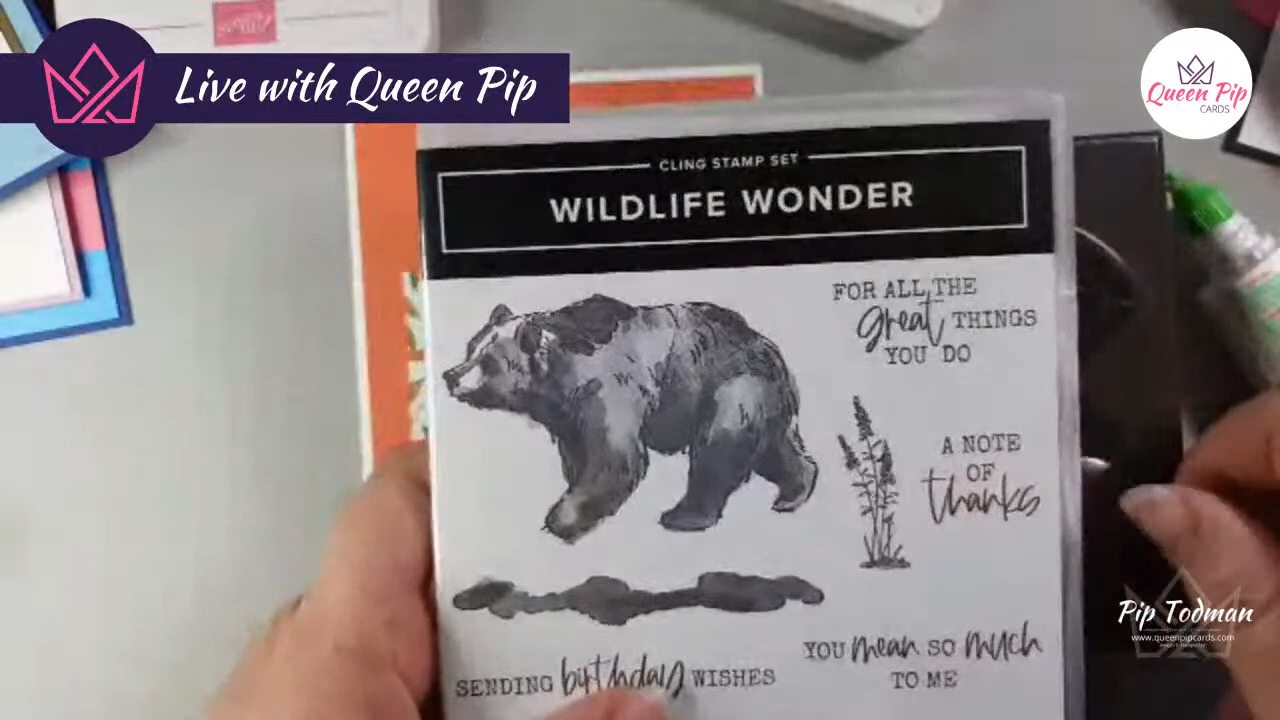 Live with Queen Pip
Queen Pip
CARDS
CLING STAMP SET
WILDLIFE WONDER
FOR ALL THE
great THINGS
YOU DO
A NOTE
OF
thanks
YOU mean SO much
TO ME
SENDING birthday WISHES
Pip Todman
www.queenpipcards.com